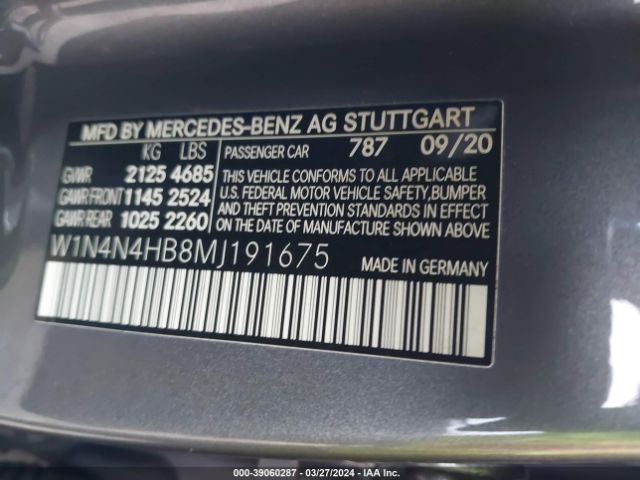 MFD BY MERCEDES-BENZ AG STUTTGART
KG LBS
GVWR 2125 4685
GAWR FRONT 1145 2524
GAWR REAR 1025 2260
PASSENGER CAR 787 09/20
THIS VEHICLE CONFORMS TO ALL APPLICABLE
U.S. FEDERAL MOTOR VEHICLE SAFETY, BUMPER
AND THEFT PREVENTION STANDARDS IN EFFECT
ON THE DATE OF MANUFACTURE SHOWN ABOVE
W1N4N4HB8MJ191675
MADE IN GERMANY
000-39060287 | 03/27/2024 | IAA Inc.